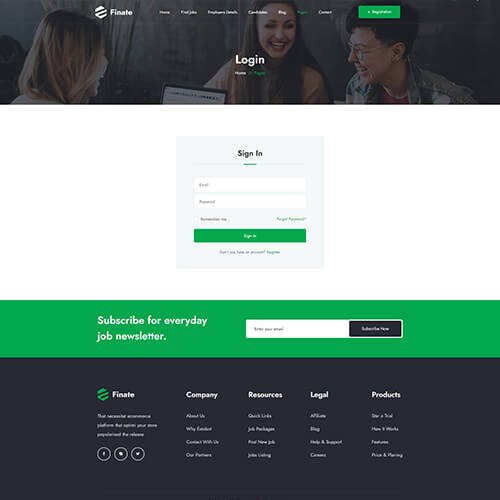 Finate
Home Find Jobs Employers Details Candidates Blog Pages Contact
+ Registration
Login
Home // Pages
Sign In
Email
Password
Remember me Forgot Password?
Sign In
Don't you have an account? Register
Subscribe for everyday
job newsletter.
Enter your email
Subscribe Now
Finate
That necessitat ecommerce
platform that optimi your store
popularised the release
Company
About Us
Why Extobot
Contact With Us
Our Partners
Resources
Quick Links
Job Packages
Post New Job
Jobs Listing
Legal
Affiliate
Blog
Help & Support
Careers
Products
Star a Trial
How It Works
Features
Price & Planing